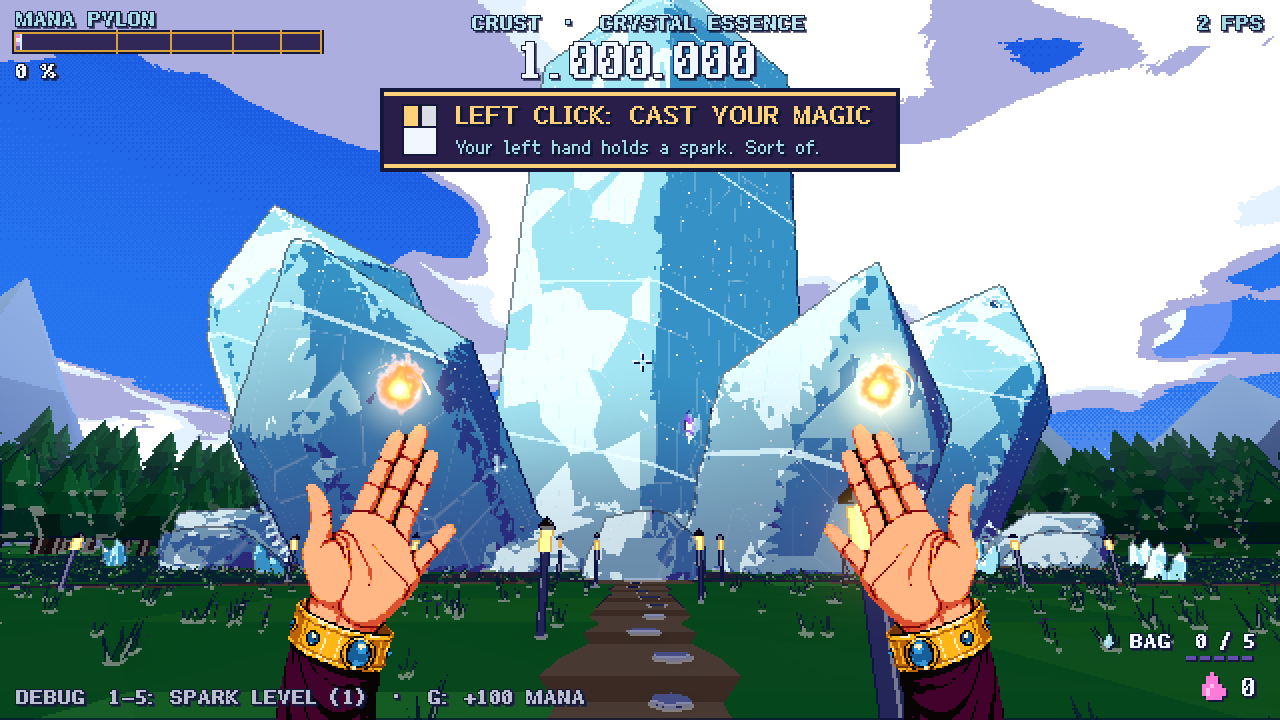 MANA PYLON
CRUST · CRYSTAL ESSENCE
2 FPS
1.000.000
0 %
LEFT CLICK: CAST YOUR MAGIC
Your left hand holds a spark. Sort of.
BAG 0 / 5
0
DEBUG 1-5: SPARK LEVEL (1) · G: +100 MANA